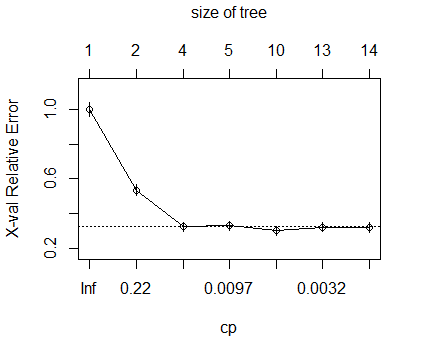 size of tree
1 2 4 5 10 13 14
X-val Relative Error
1.0
0.6
0.2
Inf 0.22 0.0097 0.0032
cp